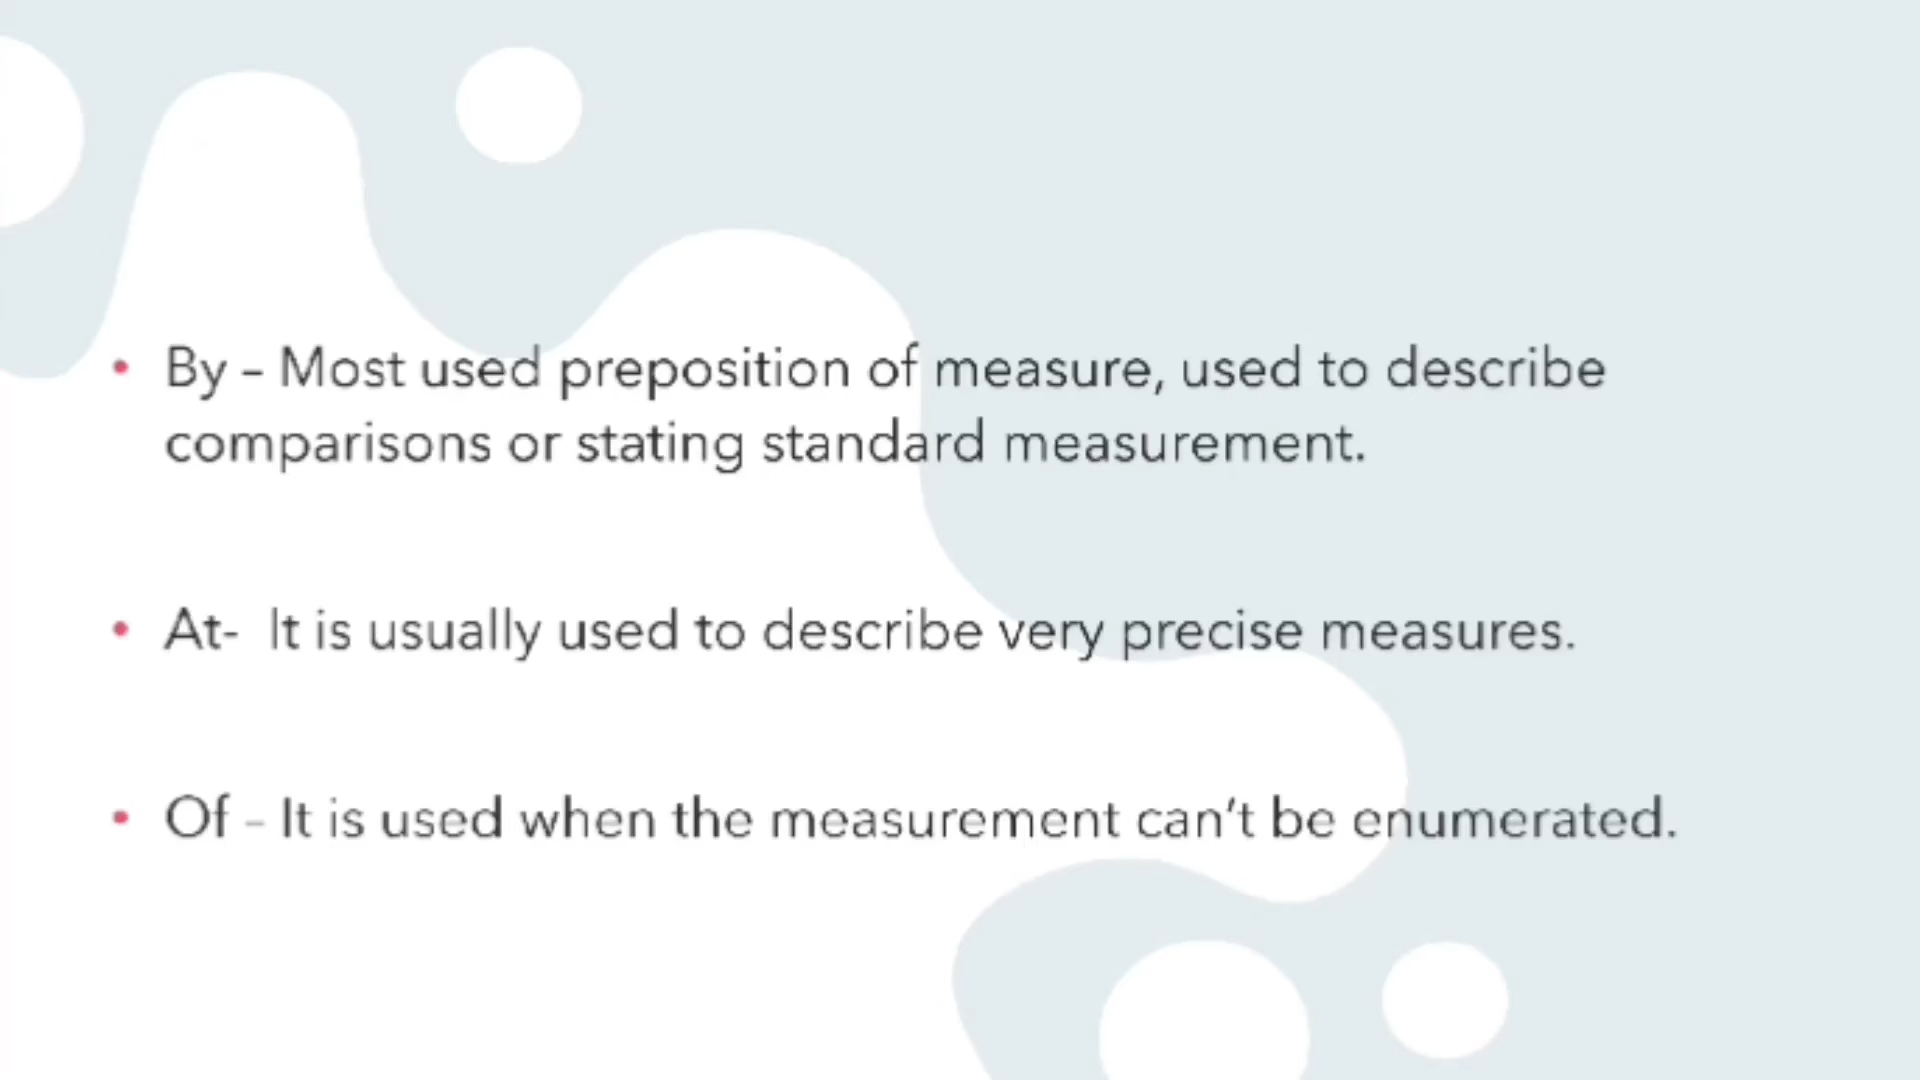 • By – Most used preposition of measure, used to describe
comparisons or stating standard measurement.
• At- It is usually used to describe very precise measures.
• Of – It is used when the measurement can't be enumerated.